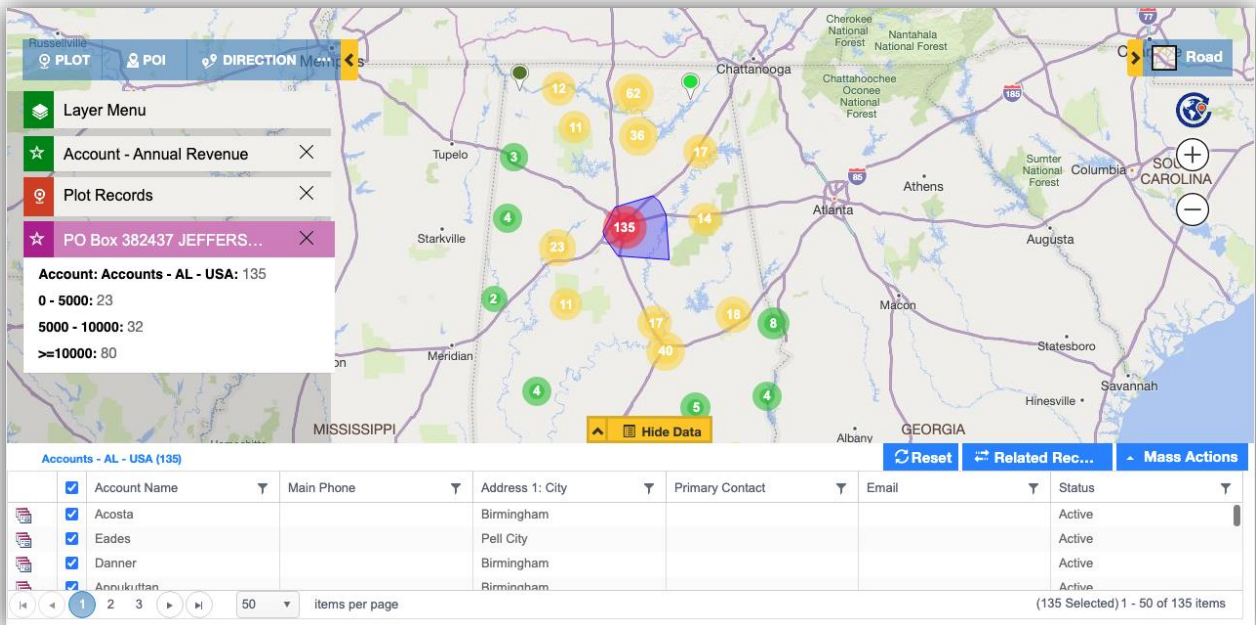 Russellville
PLOT
POI
DIRECTION
Layer Menu
Account - Annual Revenue
Plot Records
PO Box 382437 JEFFERS...
Account: Accounts - AL - USA: 135
0 - 5000: 23
5000 - 10000: 32
>=10000: 80
Cherokee
National
Forest
Nantahala
National Forest
77
Road
Chattanooga
Chattahoochee
Oconee
National
Forest
185
12
62
11
36
17
3
Tupelo
4
135
14
Starkville
23
2
11
17
18
8
40
4
4
5
Meridian
MISSISSIPPI
85
Athens
Atlanta
Sumter
National
Forest
Columbia
SOU
CAROLINA
Augusta
Macon
Statesboro
Savannah
Hinesville
Albany
GEORGIA
Hide Data
Accounts - AL - USA (135)
Reset
Related Rec...
Mass Actions
Account Name Main Phone Address 1: City Primary Contact Email Status
Acosta Birmingham Active
Eades Pell City Active
Danner Birmingham Active
Appukuttan Birmingham Active
1 2 3 50 items per page (135 Selected) 1 - 50 of 135 items